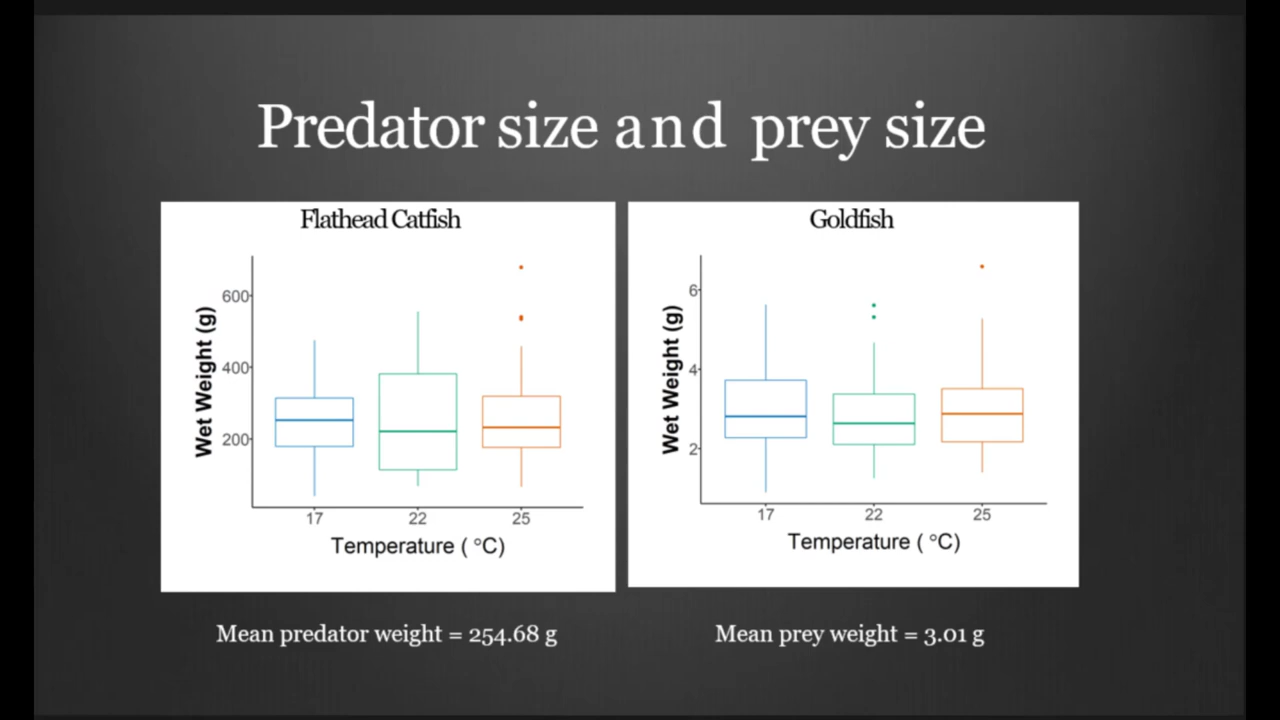 Predator size and prey size
Flathead Catfish
Wet Weight (g)
600
400
200
17 22 25
Temperature ( °C)
Goldfish
Wet Weight (g)
6
4
2
17 22 25
Temperature ( °C)
Mean predator weight = 254.68 g
Mean prey weight = 3.01 g